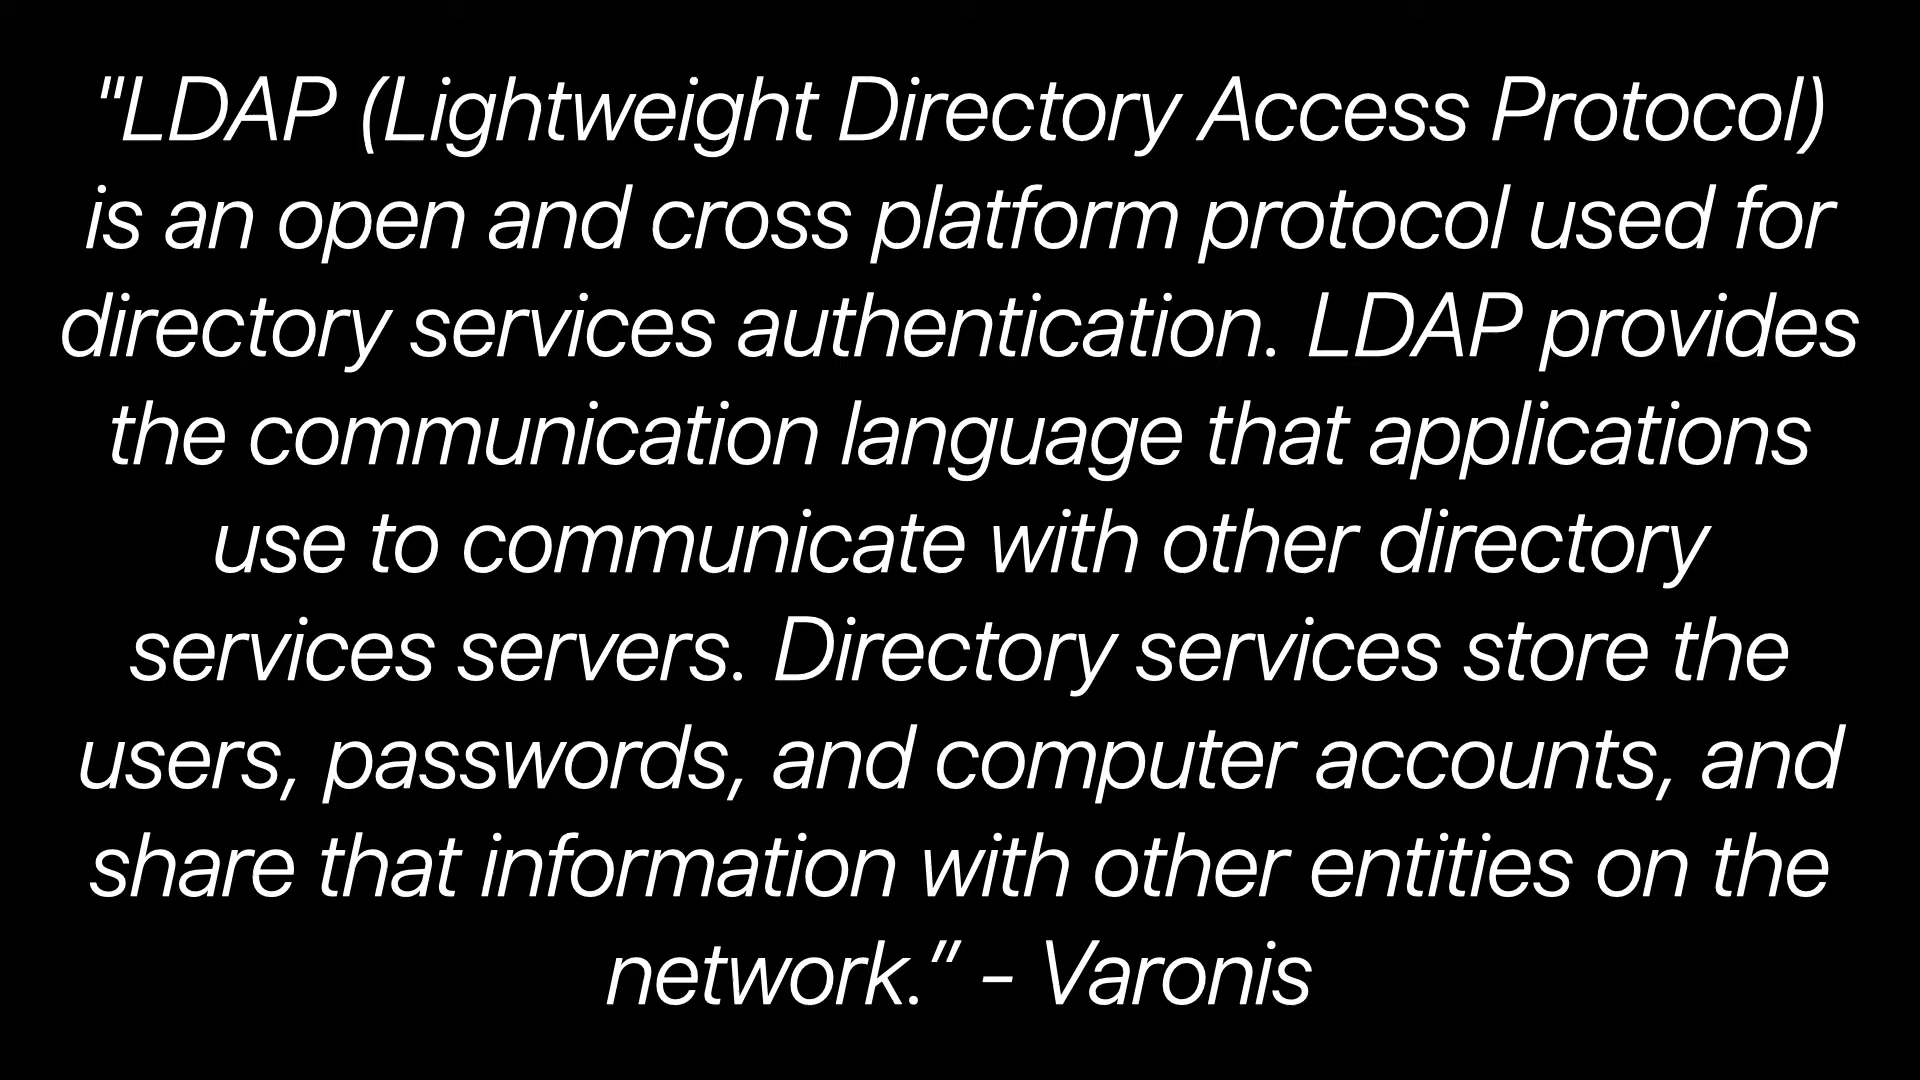 "LDAP (Lightweight Directory Access Protocol)
is an open and cross platform protocol used for
directory services authentication. LDAP provides
the communication language that applications
use to communicate with other directory
services servers. Directory services store the
users, passwords, and computer accounts, and
share that information with other entities on the
network.” - Varonis